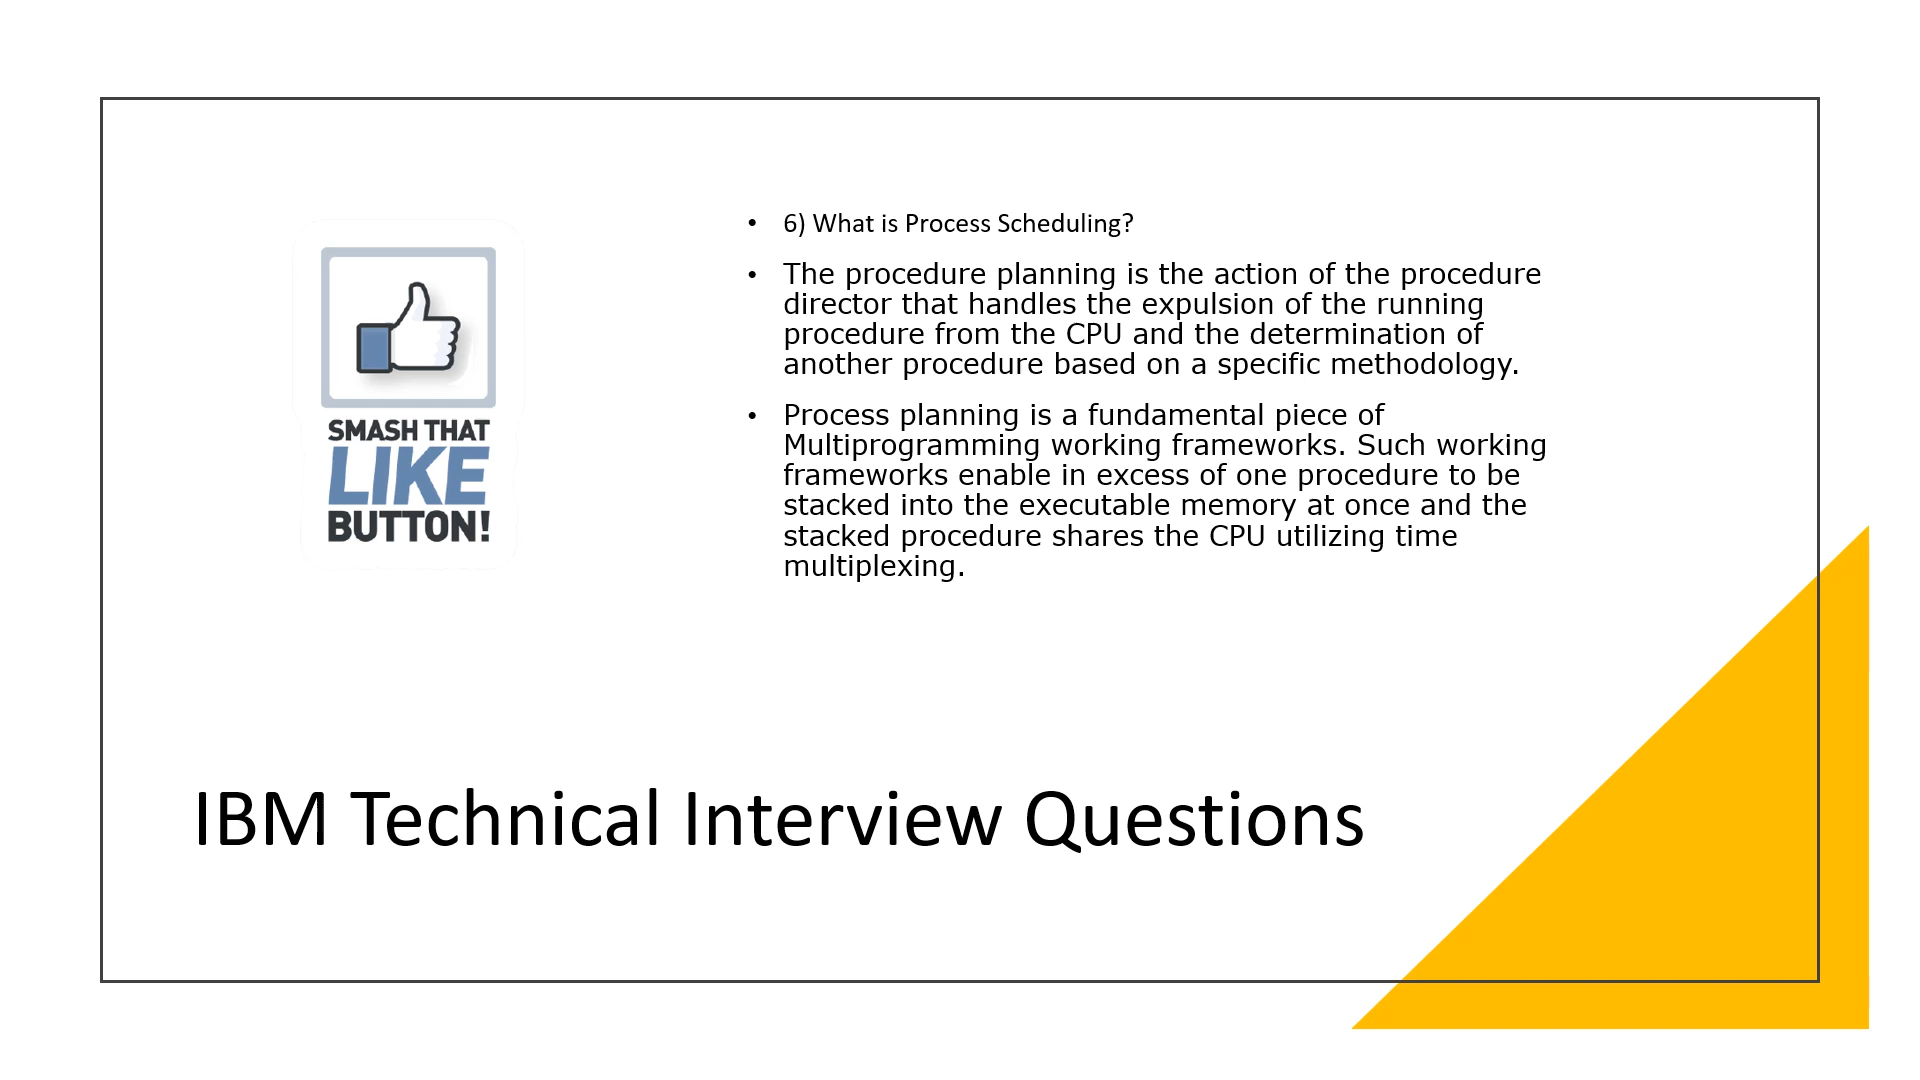 SMASH THAT
LIKE
BUTTON!
• 6) What is Process Scheduling?
• The procedure planning is the action of the procedure
director that handles the expulsion of the running
procedure from the CPU and the determination of
another procedure based on a specific methodology.
• Process planning is a fundamental piece of
Multiprogramming working frameworks. Such working
frameworks enable in excess of one procedure to be
stacked into the executable memory at once and the
stacked procedure shares the CPU utilizing time
multiplexing.
IBM Technical Interview Questions